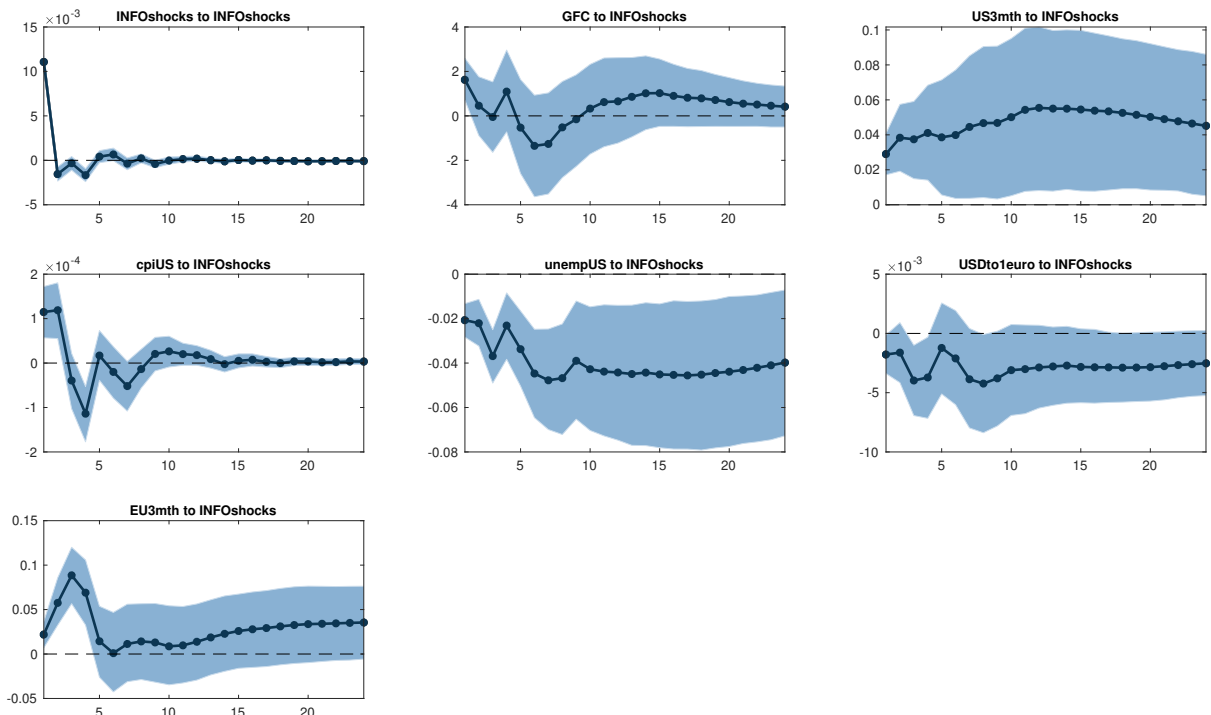 INFOshocks to INFOshocks
×10⁻³
15
10
5
0
-5
5 10 15 20
GFC to INFOshocks
4
2
0
-2
-4
5 10 15 20
US3mth to INFOshocks
0.1
0.08
0.06
0.04
0.02
0
5 10 15 20
cpiUS to INFOshocks
×10⁻⁴
2
1
0
-1
-2
5 10 15 20
unempUS to INFOshocks
0
-0.02
-0.04
-0.06
-0.08
5 10 15 20
USDto1euro to INFOshocks
×10⁻³
5
0
-5
-10
5 10 15 20
EU3mth to INFOshocks
0.15
0.1
0.05
0
-0.05
5 10 15 20